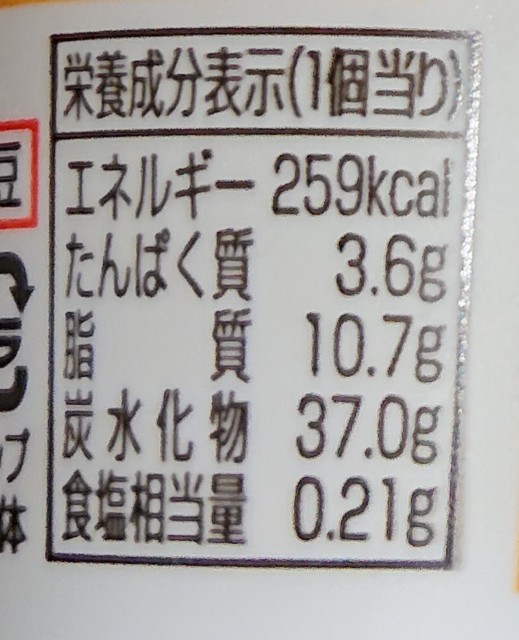 栄養成分表示(1個当り)
エネルギー 259kcal
たんぱく質 3.6g
脂質 10.7g
炭水化物 37.0g
食塩相当量 0.21g
豆
体